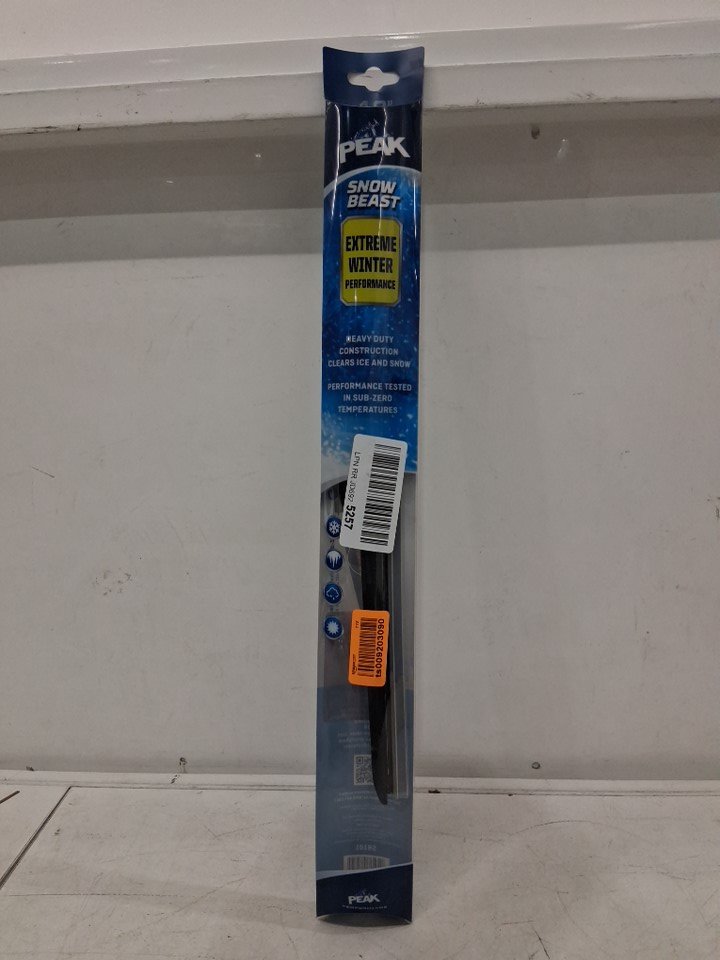 PEAK
SNOW
BEAST
EXTREME
WINTER
PERFORMANCE
HEAVY DUTY
CONSTRUCTION
CLEARS ICE AND SNOW
PERFORMANCE TESTED
IN SUB-ZERO
TEMPERATURES
5257
ts009203090
PEAK